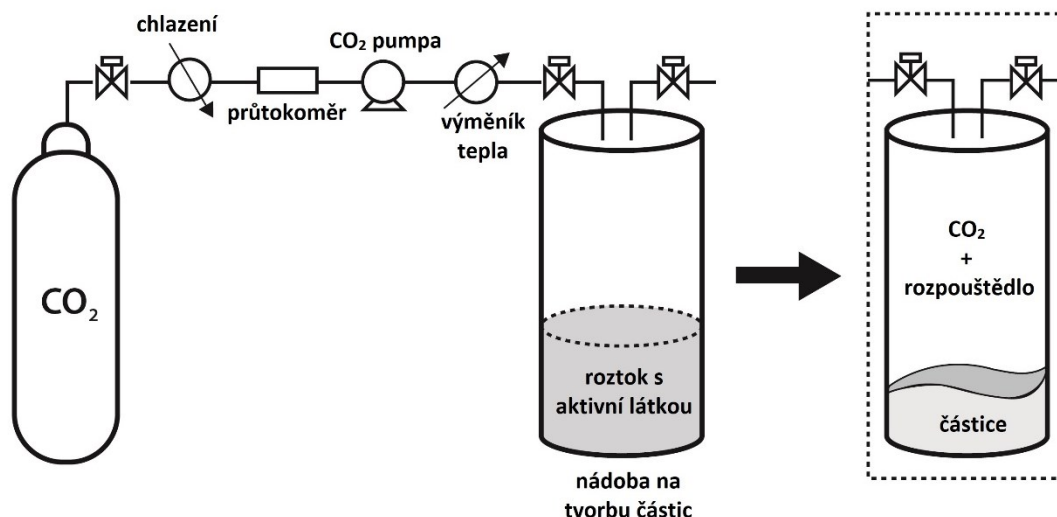 chlazení
průtokoměr
CO₂ pumpa
výměník
tepla
CO₂
roztok s
aktivní látkou
nádoba na
tvorbu částic
CO₂
+
rozpouštědlo
částice